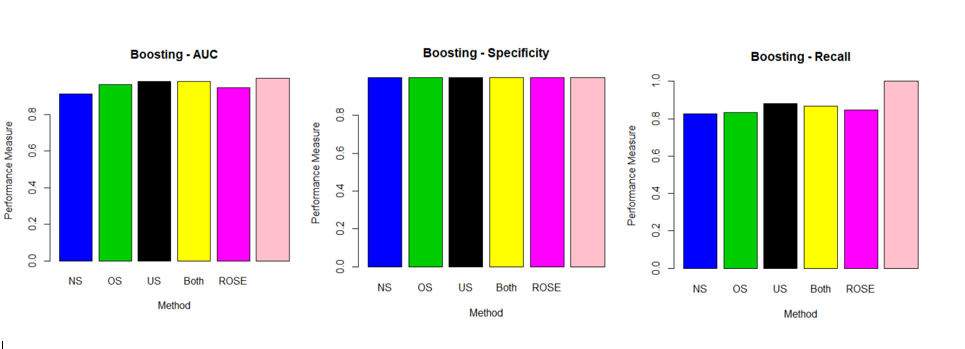 Boosting - AUC
Performance Measure
0.0
0.2
0.4
0.6
0.8
NS OS US Both ROSE
Method
Boosting - Specificity
Performance Measure
0.0
0.2
0.4
0.6
0.8
NS OS US Both ROSE
Method
Boosting - Recall
Performance Measure
0.0
0.2
0.4
0.6
0.8
1.0
NS OS US Both ROSE
Method